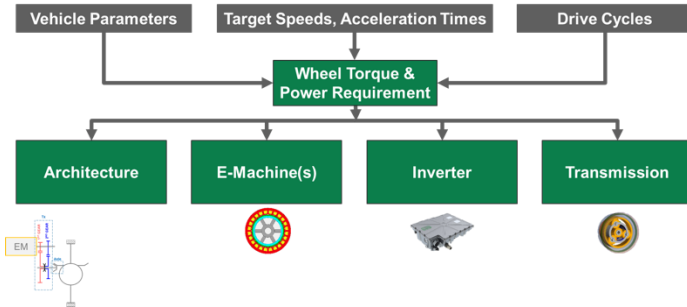 Vehicle Parameters
Target Speeds, Acceleration Times
Drive Cycles
Wheel Torque &
Power Requirement
Architecture
E-Machine(s)
Inverter
Transmission
EM